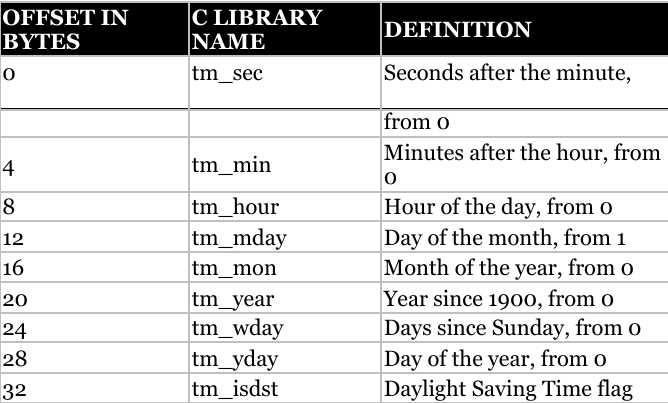 OFFSET IN BYTES C LIBRARY NAME DEFINITION
0 tm_sec Seconds after the minute,
from 0
4 tm_min Minutes after the hour, from 0
8 tm_hour Hour of the day, from 0
12 tm_mday Day of the month, from 1
16 tm_mon Month of the year, from 0
20 tm_year Year since 1900, from 0
24 tm_wday Days since Sunday, from 0
28 tm_yday Day of the year, from 0
32 tm_isdst Daylight Saving Time flag